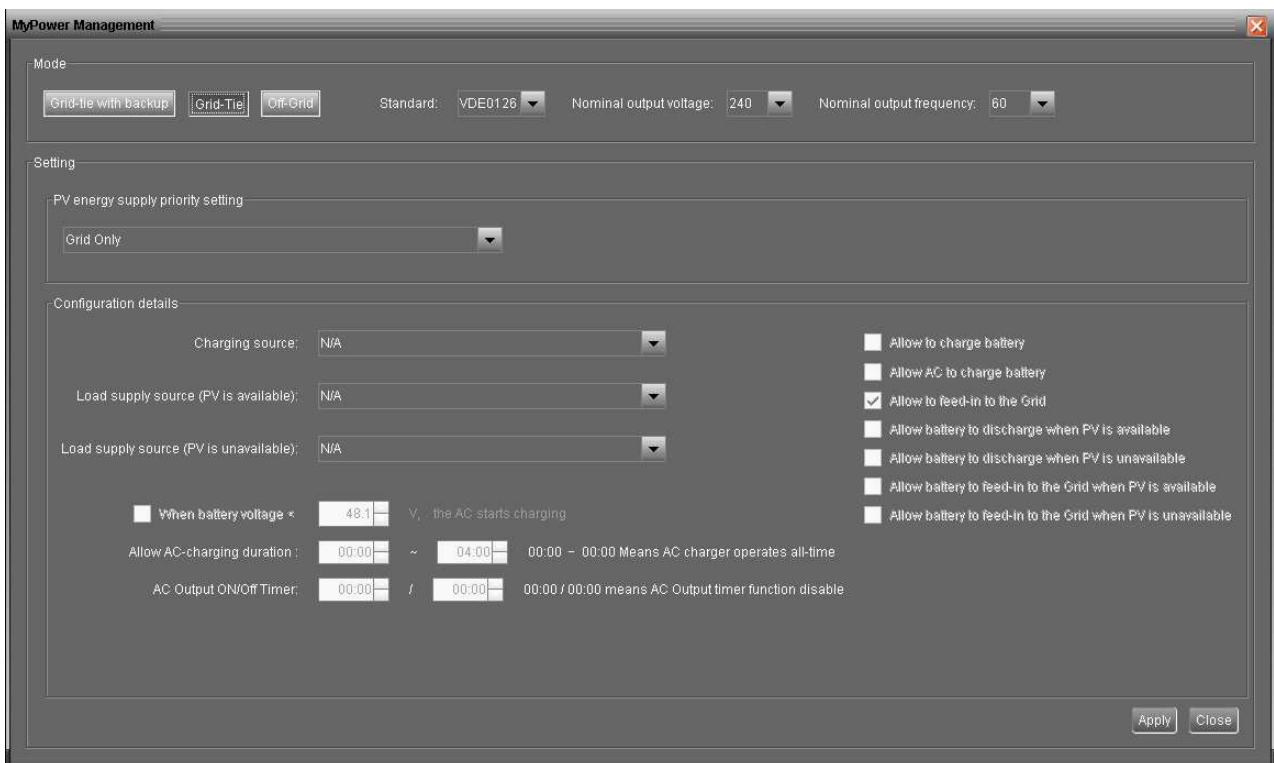 MyPower Management
Mode
Grid-tie with backup Grid-Tie Off-Grid Standard: VDE0126 Nominal output voltage: 240 Nominal output frequency: 60
Setting
PV energy supply priority setting
Grid Only
Configuration details
Charging source: N/A Allow to charge battery
Allow AC to charge battery
Load supply source (PV is available): N/A Allow to feed-in to the Grid
Allow battery to discharge when PV is available
Load supply source (PV is unavailable): N/A Allow battery to discharge when PV is unavailable
Allow battery to feed-in to the Grid when PV is available
When battery voltage < 48.1 V, the AC starts charging Allow battery to feed-in to the Grid when PV is unavailable
Allow AC-charging duration : 00:00 ~ 04:00 00:00 – 00:00 Means AC charger operates all-time
AC Output ON/Off Timer: 00:00 / 00:00 00:00 / 00:00 means AC Output timer function disable
Apply Close